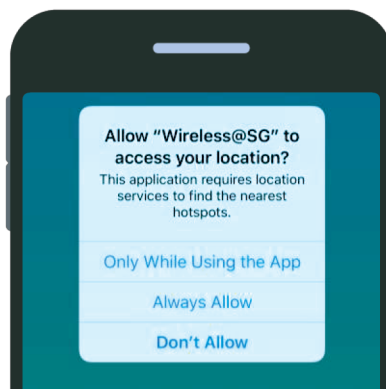 Allow “Wireless@SG” to
access your location?
This application requires location
services to find the nearest
hotspots.
Only While Using the App
Always Allow
Don’t Allow